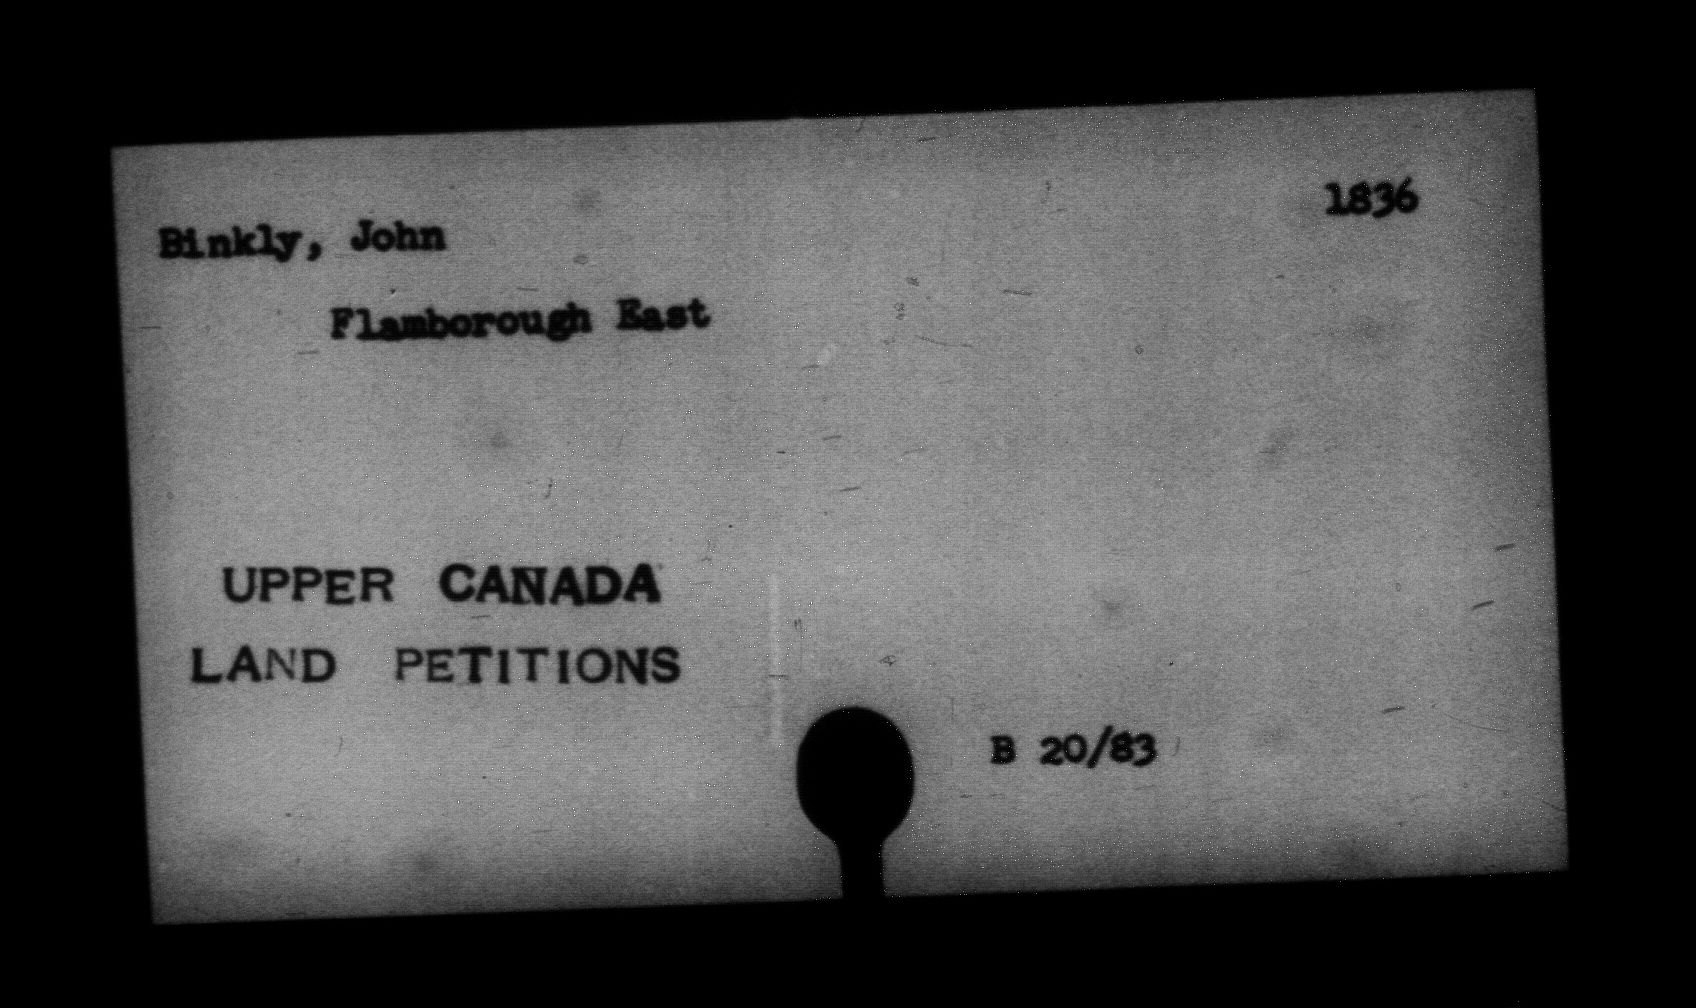 1836
Binkly, John
Flamborough East
UPPER CANADA
LAND PETITIONS
B 20/83